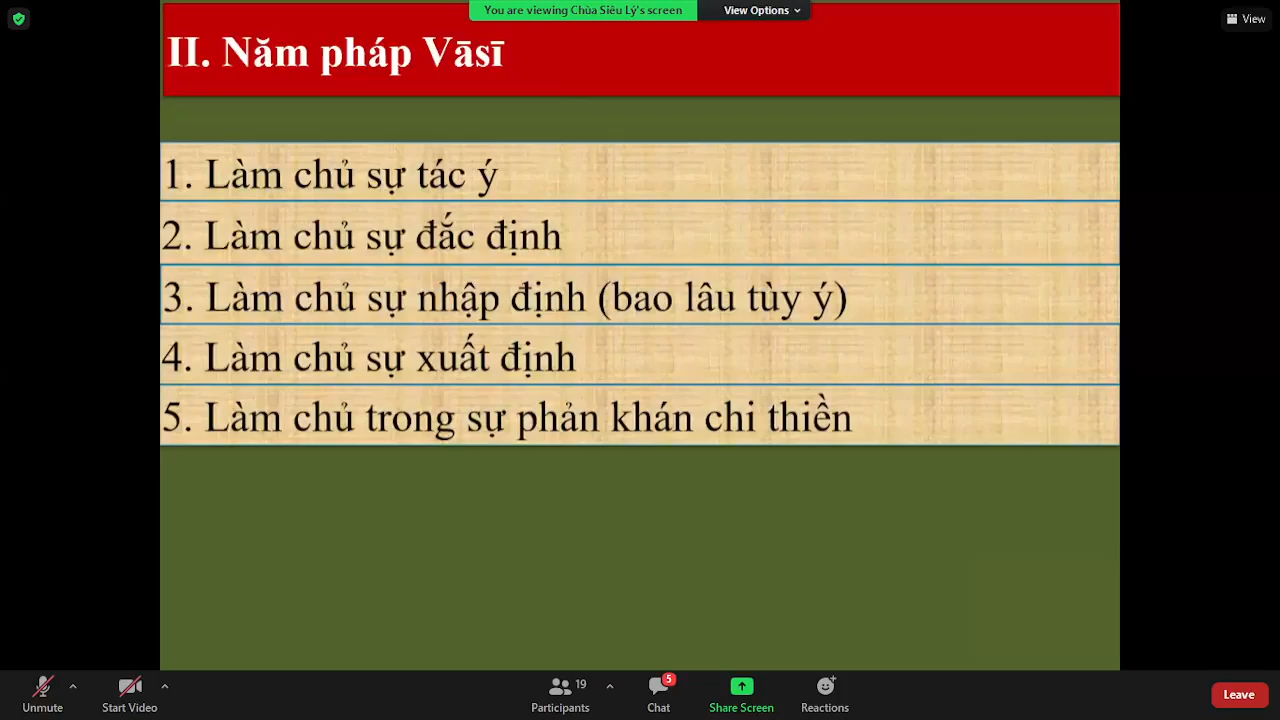 You are viewing Chùa Siêu Lý's screen
View Options
View
II. Năm pháp Vāsī
1. Làm chủ sự tác ý
2. Làm chủ sự đắc định
3. Làm chủ sự nhập định (bao lâu tùy ý)
4. Làm chủ sự xuất định
5. Làm chủ trong sự phản khán chi thiền
Unmute
Start Video
19
Participants
5
Chat
Share Screen
Reactions
Leave